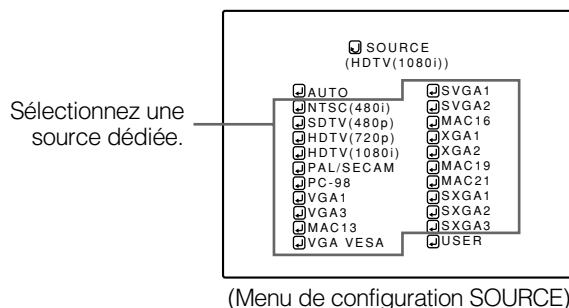 SOURCE
(HDTV(1080i))
Sélectionnez une
source dédiée.
AUTO
NTSC(480i)
SDTV(480p)
HDTV(720p)
HDTV(1080i)
PAL/SECAM
PC-98
VGA1
VGA3
MAC13
VGA VESA
SVGA1
SVGA2
MAC16
XGA1
XGA2
MAC19
MAC21
SXGA1
SXGA2
SXGA3
USER
(Menu de configuration SOURCE)